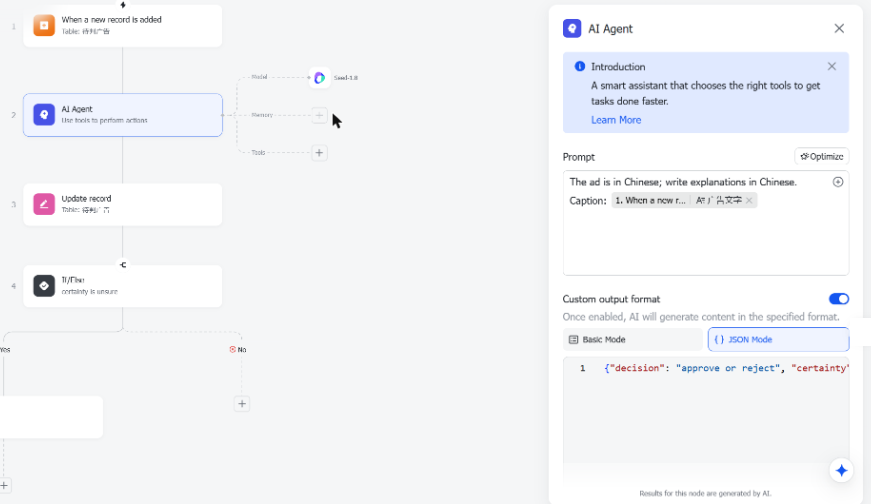 1
When a new record is added
Table: 待判广告
2
AI Agent
Use tools to perform actions
Model
Seed-1.8
Memory
Tools
3
Update record
Table: 待判广告
4
If/Else
certainty is unsure
Yes
No
AI Agent
Introduction
A smart assistant that chooses the right tools to get
tasks done faster.
Learn More
Prompt
Optimize
The ad is in Chinese; write explanations in Chinese.
Caption: 1. When a new r... 广告文字
Custom output format
Once enabled, AI will generate content in the specified format.
Basic Mode
{ } JSON Mode
1 {"decision": "approve or reject", "certainty"
Results for this node are generated by AI.